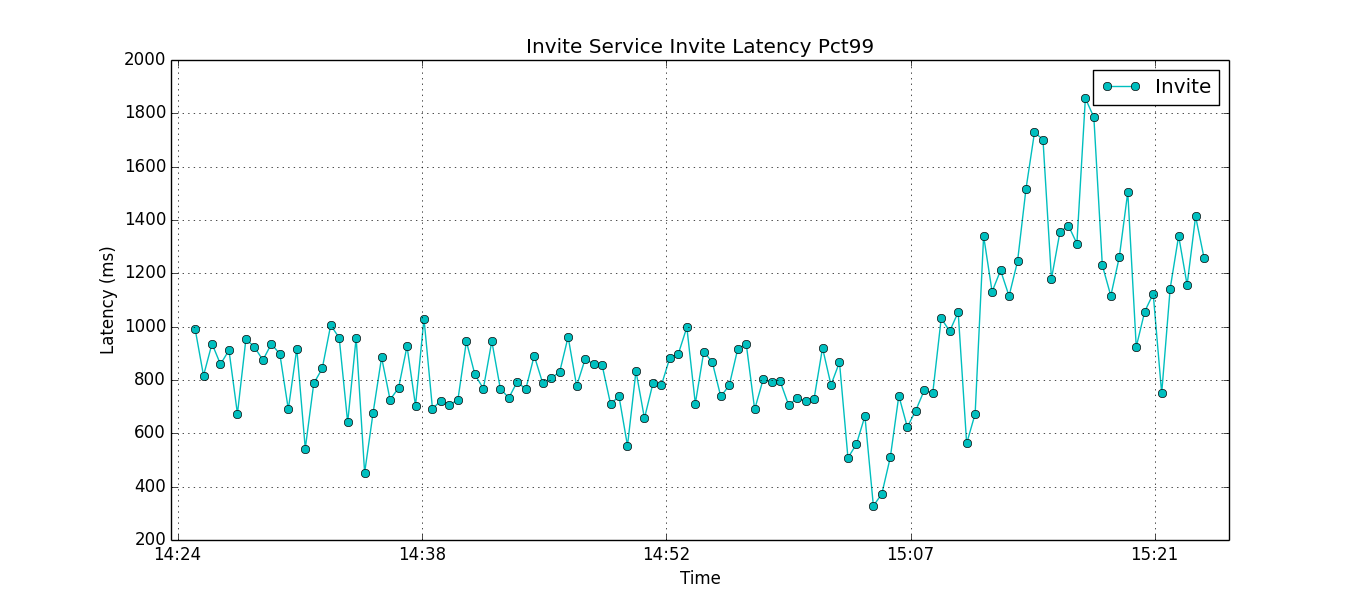 Invite Service Invite Latency Pct99
2000
1800
1600
1400
1200
1000
800
600
400
200
Latency (ms)
Invite
14:24 14:38 14:52 15:07 15:21
Time